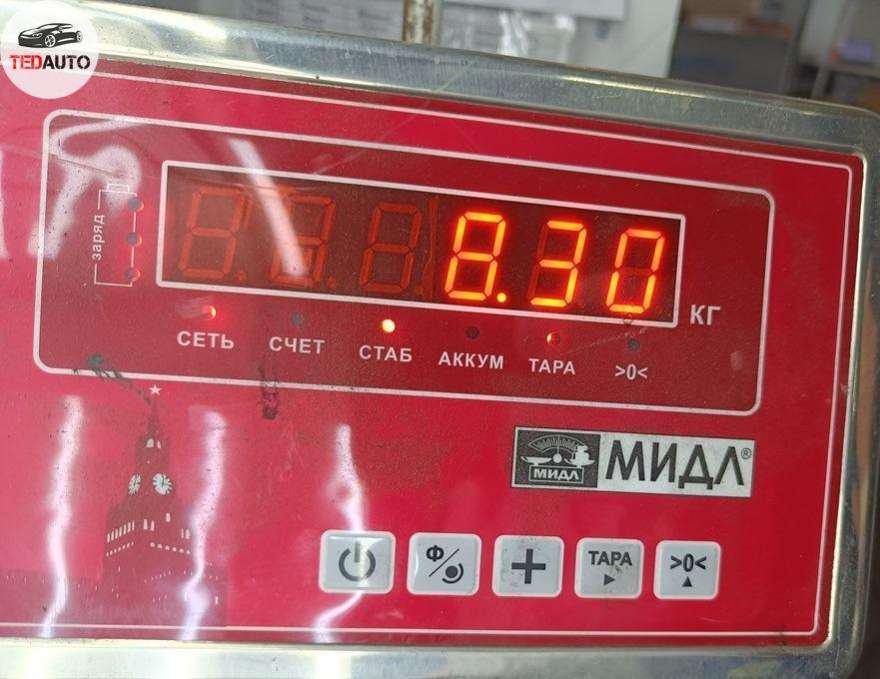 TEDAUTO
заряд
8.30
КГ
СЕТЬ СЧЕТ СТАБ АККУМ ТАРА >0<
МИДЛ МИДЛ®
Ф
ТАРА
>0<